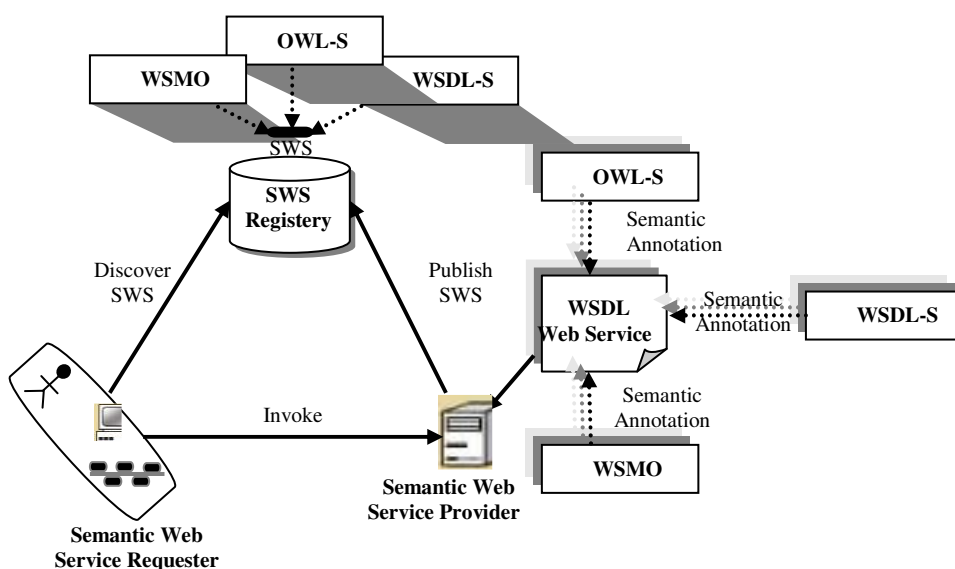 OWL-S
WSMO
WSDL-S
SWS
SWS
Registery
OWL-S
Semantic
Annotation
Discover
SWS
Publish
SWS
WSDL
Web Service
Semantic
Annotation
WSDL-S
Invoke
Semantic
Annotation
WSMO
Semantic Web
Service Provider
Semantic Web
Service Requester